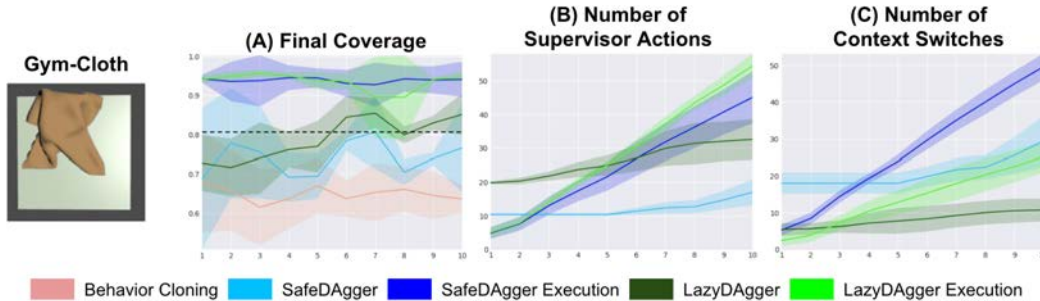 Gym-Cloth
(A) Final Coverage
1.0
0.9
0.8
0.7
0.6
1 2 3 4 5 6 7 8 9 10
(B) Number of
Supervisor Actions
50
40
30
20
10
0
1 2 3 4 5 6 7 8 9 10
(C) Number of
Context Switches
50
40
30
20
10
0
1 2 3 4 5 6 7 8 9 10
Behavior Cloning SafeDAgger SafeDAgger Execution LazyDAgger LazyDAgger Execution